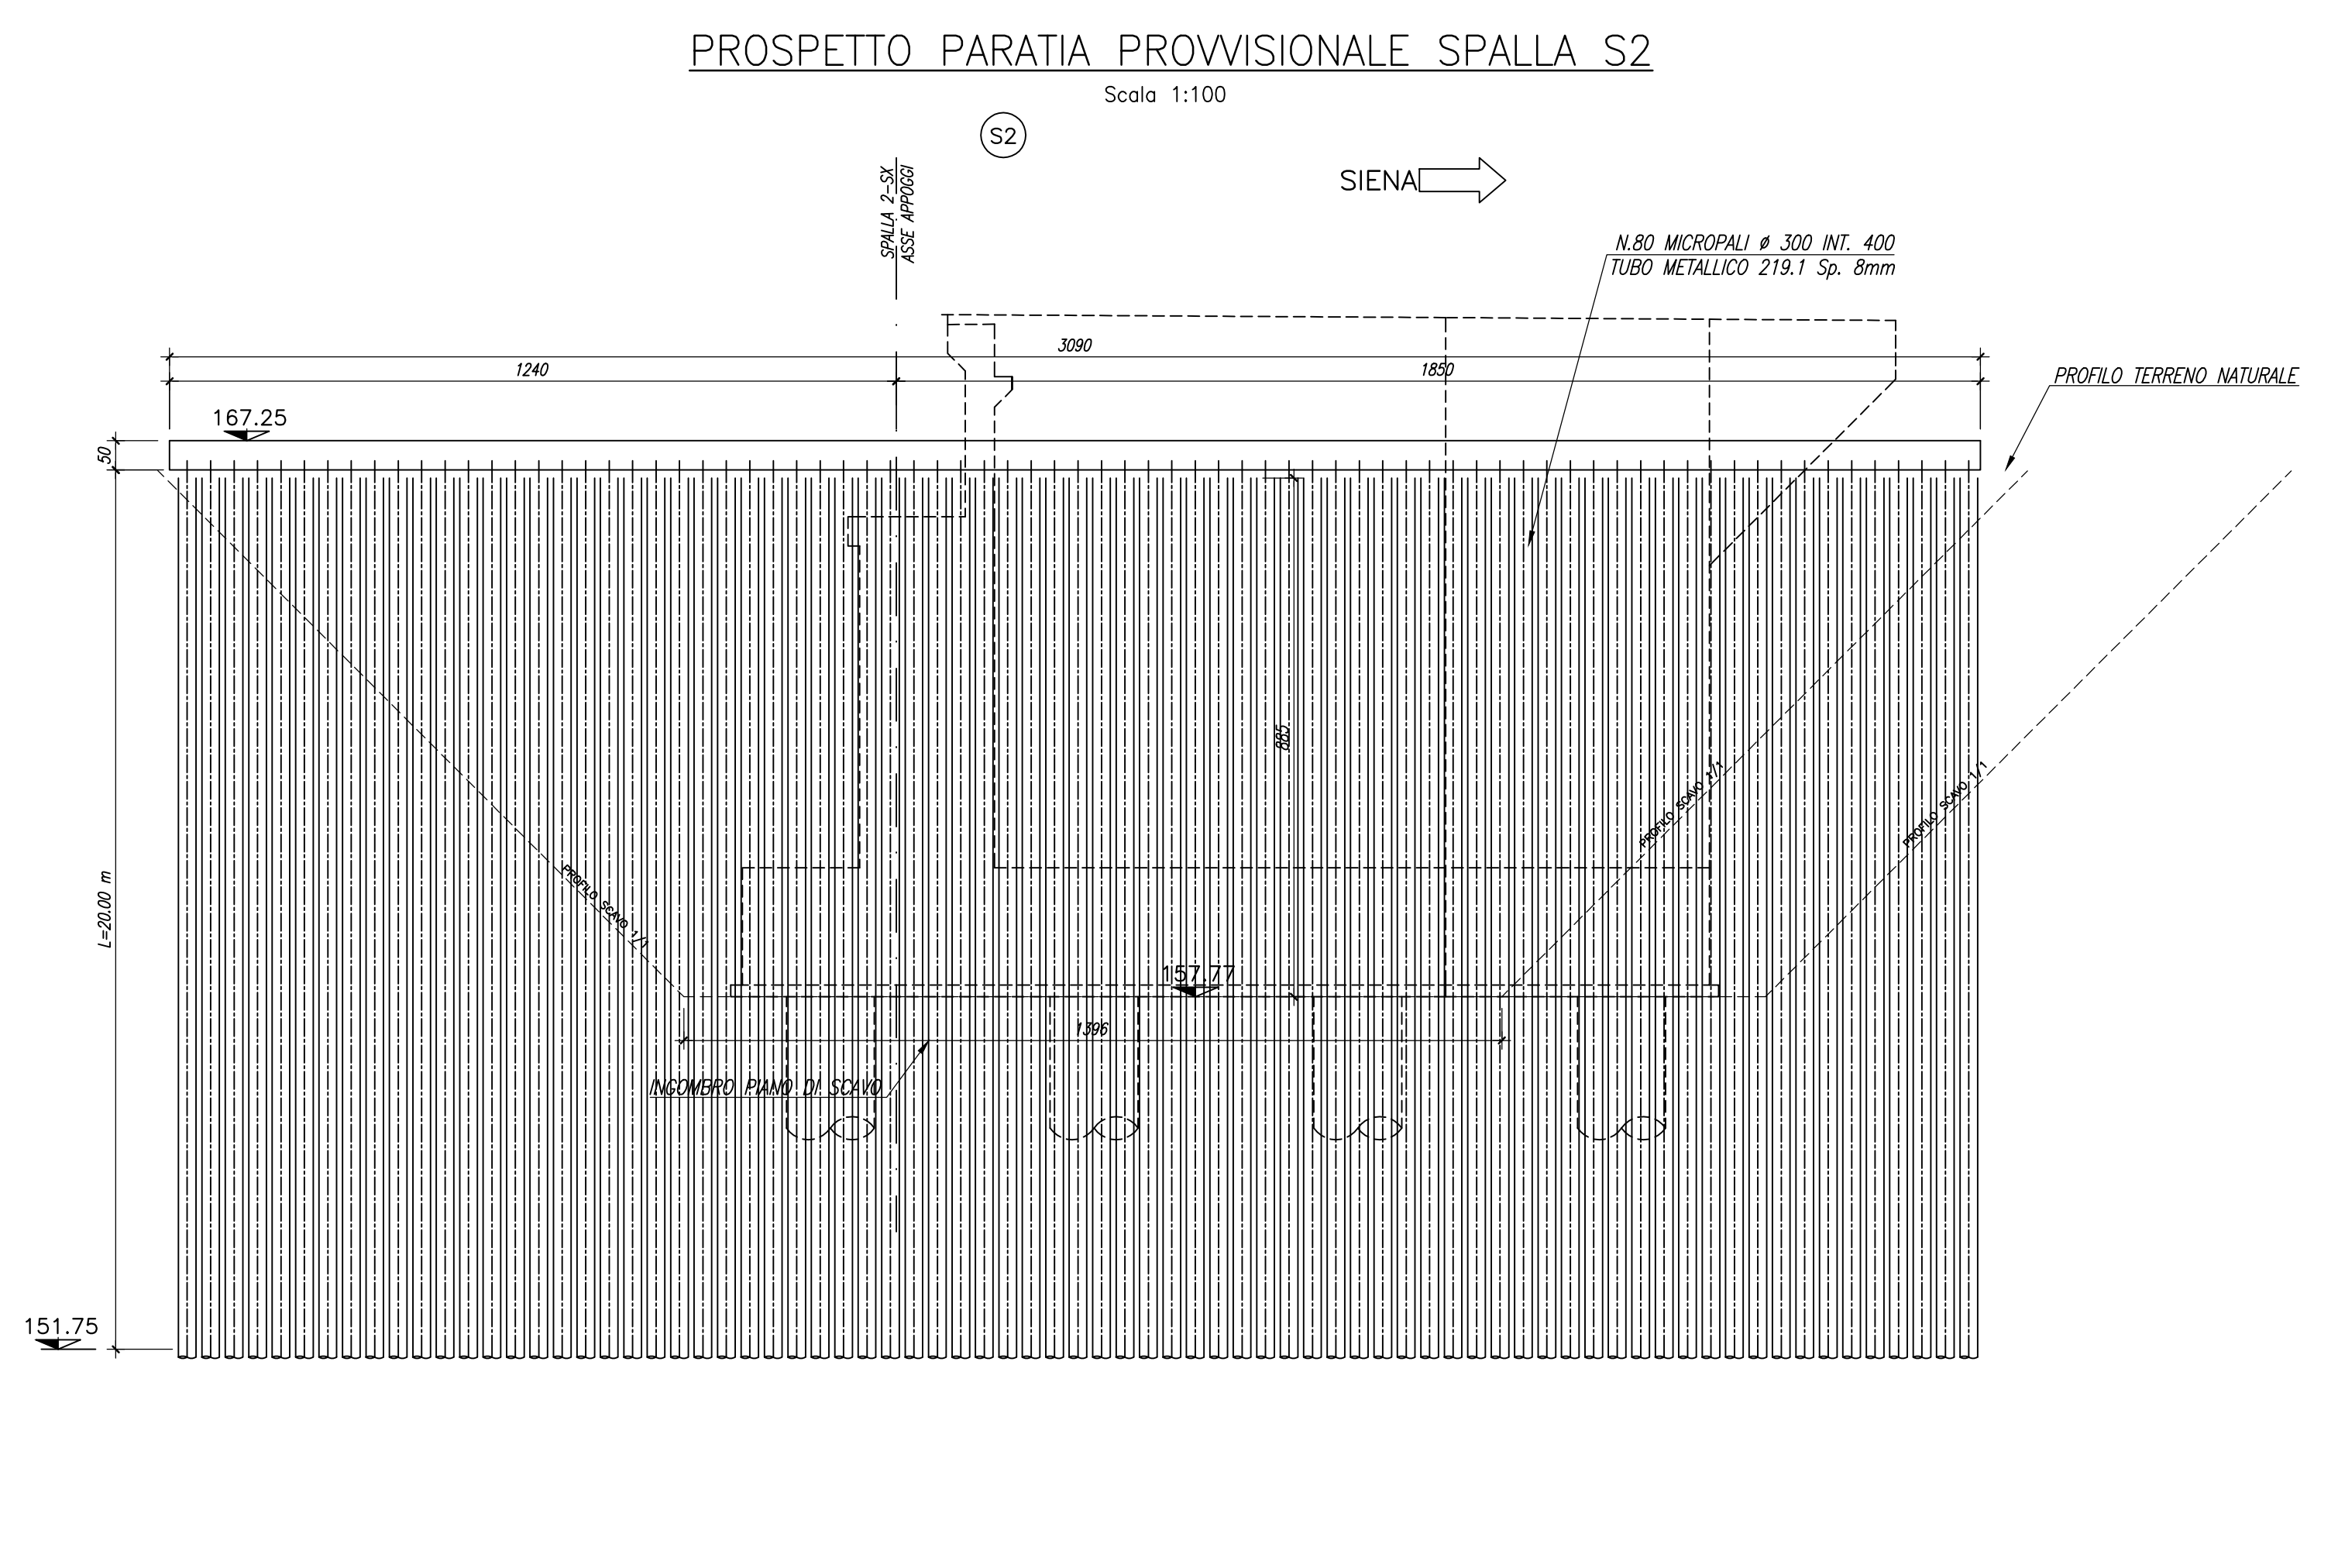 PROSPETTO PARATIA PROVVISIONALE SPALLA S2
Scala 1:100
S2
SPALLA 2-SX
ASSE APPOGGI
SIENA
N.80 MICROPALI ø 300 INT. 400
TUBO METALLICO 219.1 Sp. 8mm
3090
1240
1850
PROFILO TERRENO NATURALE
167.25
50
885
PROFILO SCAVO 1/1
PROFILO SCAVO 1/1
PROFILO SCAVO 1/1
L=20.00 m
157.77
1396
INGOMBRO PIANO DI SCAVO
151.75